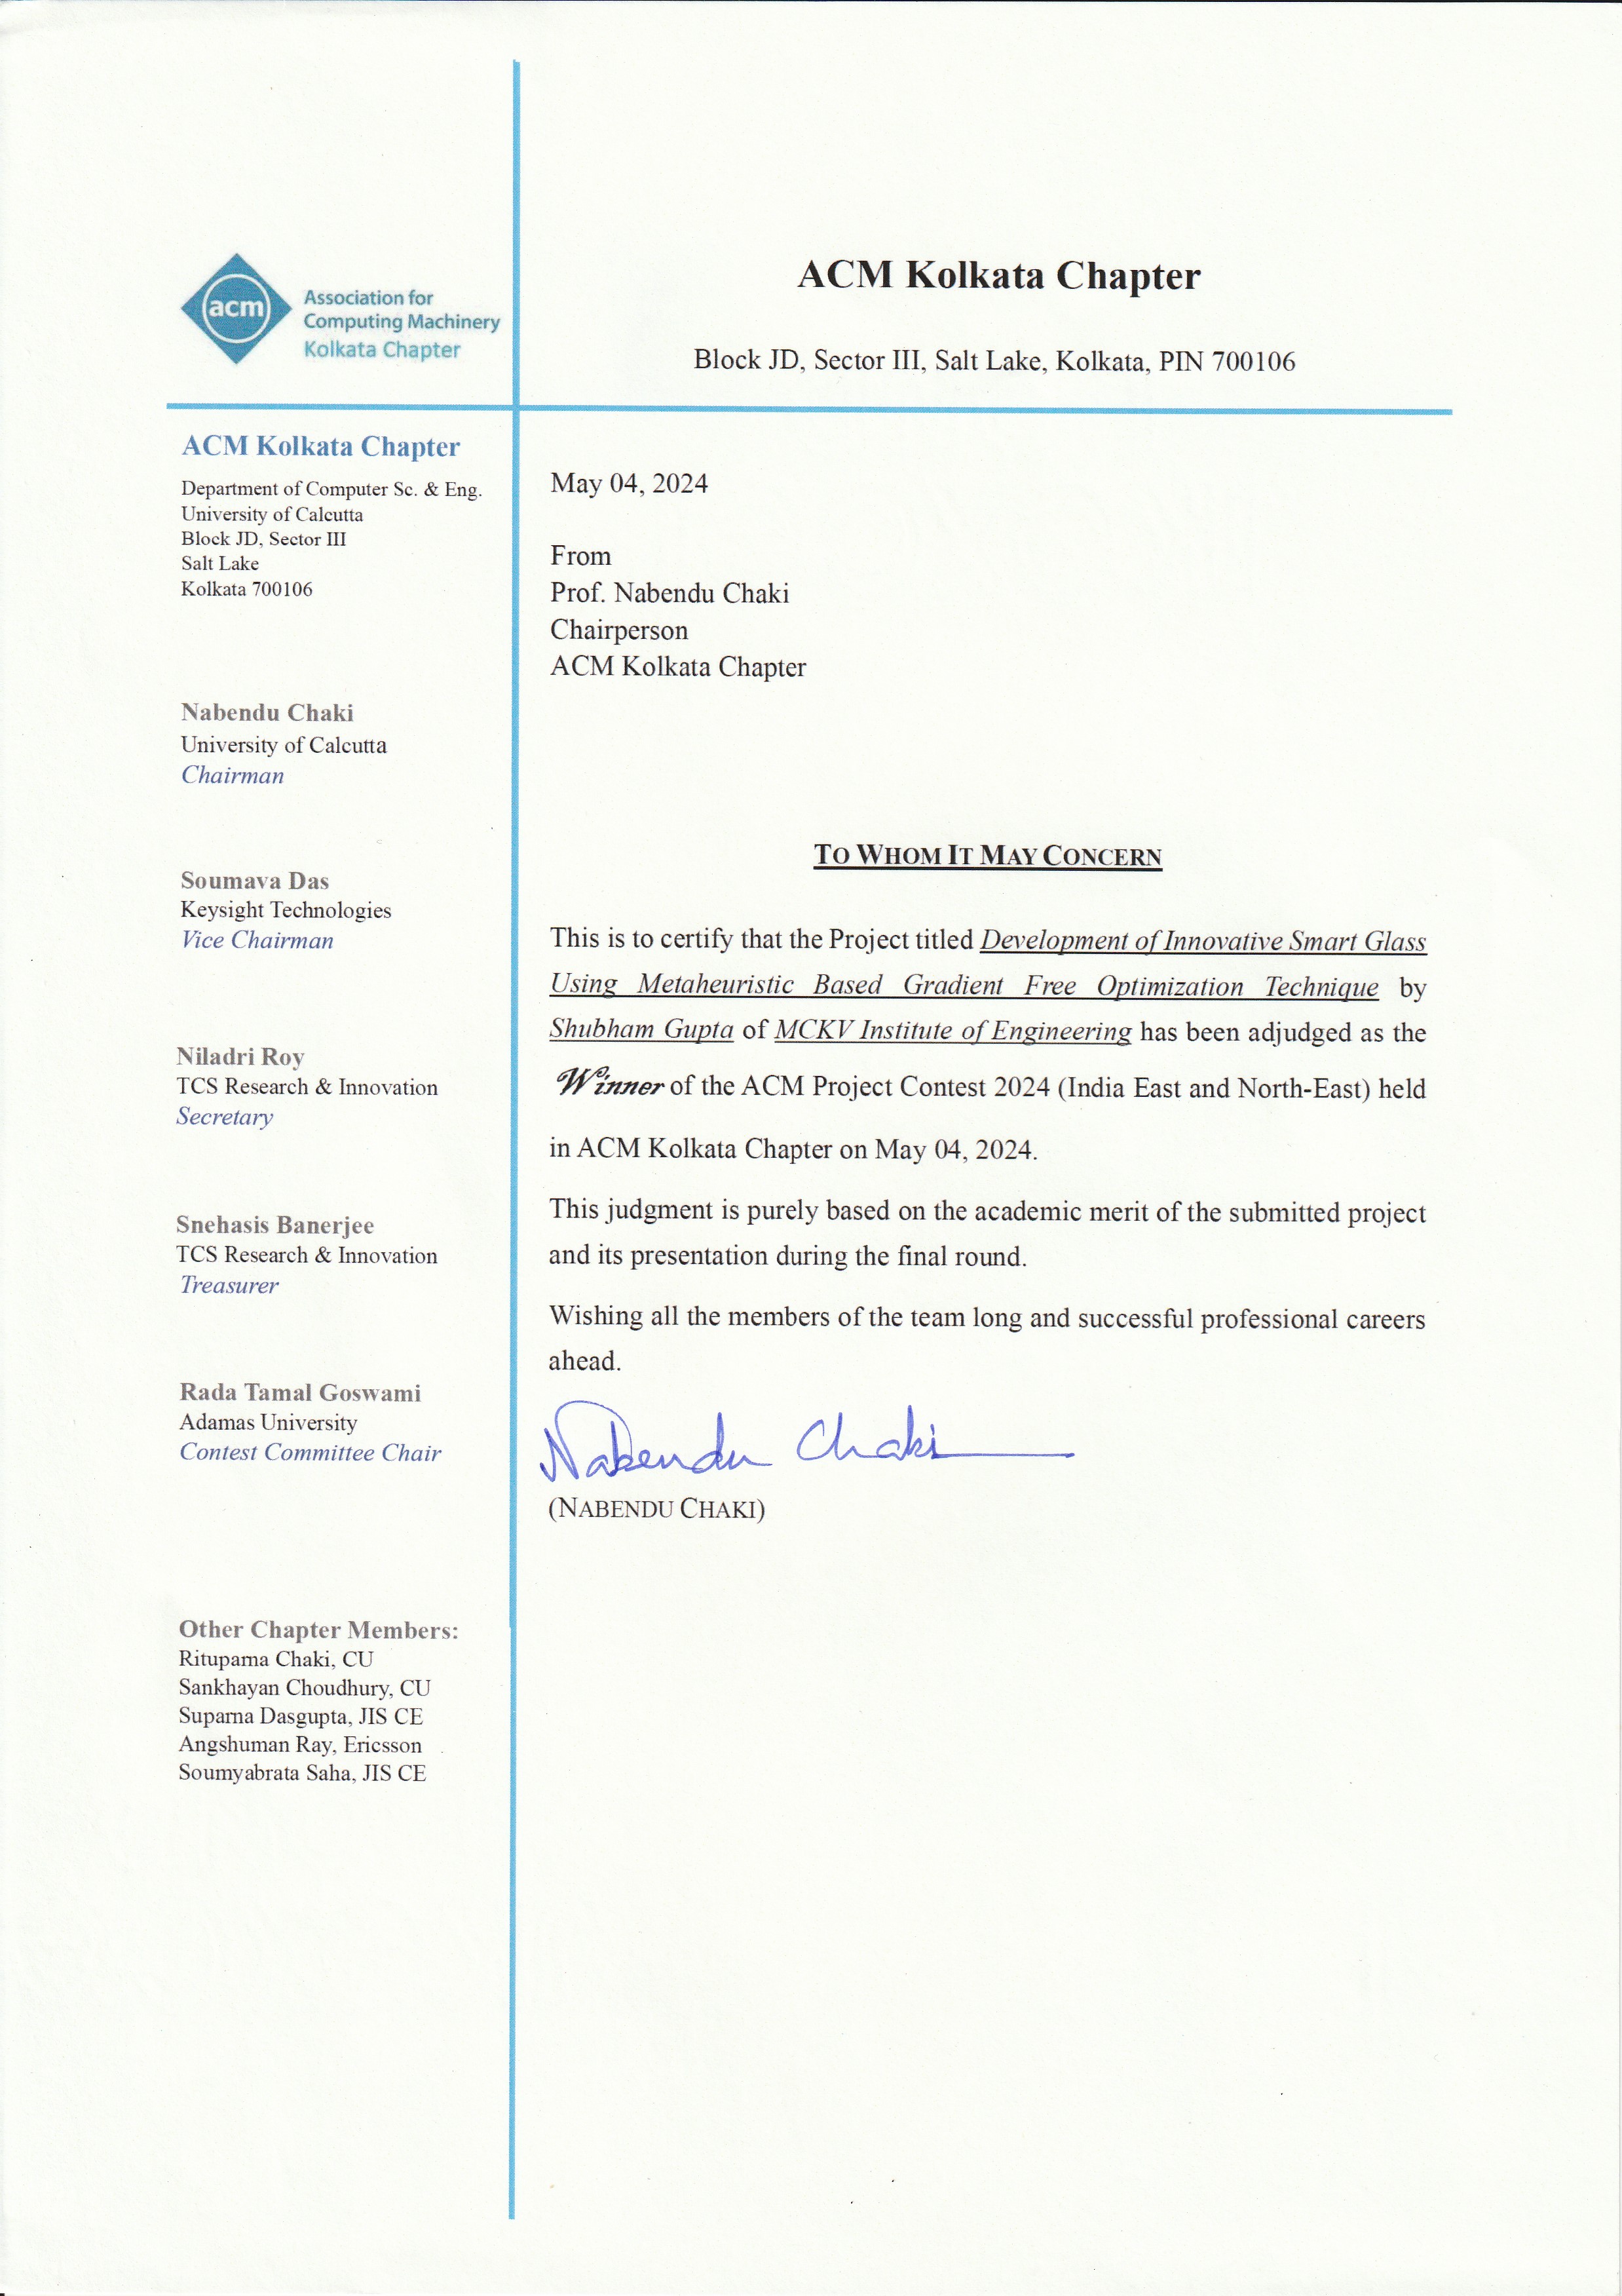 acm
Association for
Computing Machinery
Kolkata Chapter
ACM Kolkata Chapter
Block JD, Sector III, Salt Lake, Kolkata, PIN 700106
ACM Kolkata Chapter
Department of Computer Sc. & Eng.
University of Calcutta
Block JD, Sector III
Salt Lake
Kolkata 700106
Nabendu Chaki
University of Calcutta
Chairman
Soumava Das
Keysight Technologies
Vice Chairman
Niladri Roy
TCS Research & Innovation
Secretary
Snehasis Banerjee
TCS Research & Innovation
Treasurer
Rada Tamal Goswami
Adamas University
Contest Committee Chair
Other Chapter Members:
Rituparna Chaki, CU
Sankhayan Choudhury, CU
Suparna Dasgupta, JIS CE
Angshuman Ray, Ericsson
Soumyabrata Saha, JIS CE
May 04, 2024
From
Prof. Nabendu Chaki
Chairperson
ACM Kolkata Chapter
TO WHOM IT MAY CONCERN
This is to certify that the Project titled Development of Innovative Smart Glass
Using Metaheuristic Based Gradient Free Optimization Technique by
Shubham Gupta of MCKV Institute of Engineering has been adjudged as the
Winner of the ACM Project Contest 2024 (India East and North-East) held
in ACM Kolkata Chapter on May 04, 2024.
This judgment is purely based on the academic merit of the submitted project
and its presentation during the final round.
Wishing all the members of the team long and successful professional careers
ahead.
Nabendu Chaki
(NABENDU CHAKI)